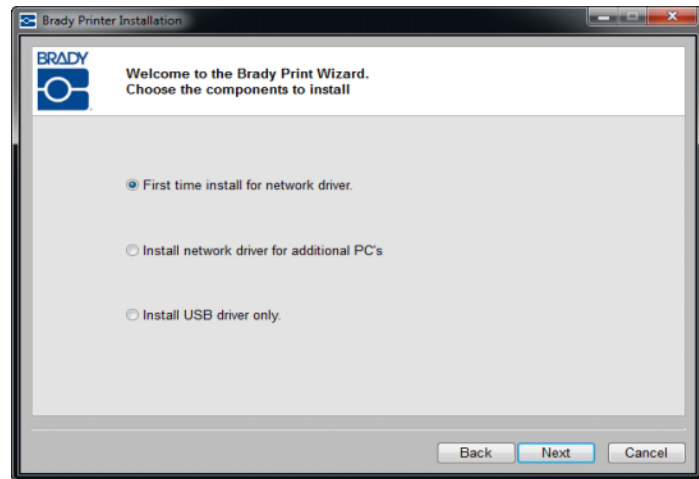 Brady Printer Installation
BRADY
Welcome to the Brady Print Wizard.
Choose the components to install
First time install for network driver.
Install network driver for additional PC's
Install USB driver only.
Back Next Cancel